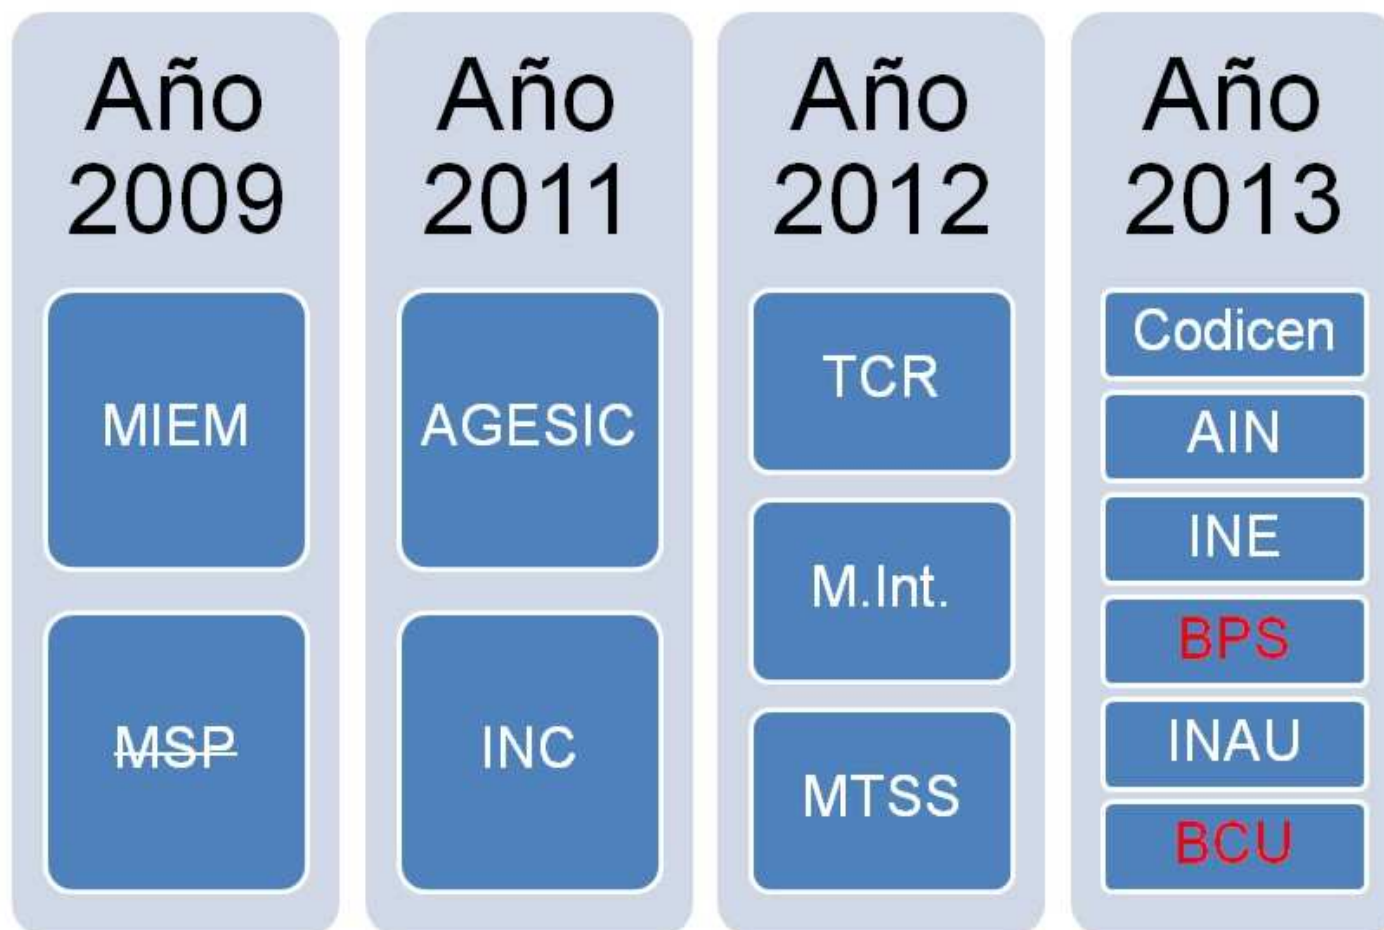 Año
2009
MIEM
MSP
Año
2011
AGESIC
INC
Año
2012
TCR
M.Int.
MTSS
Año
2013
Codicen
AIN
INE
BPS
INAU
BCU